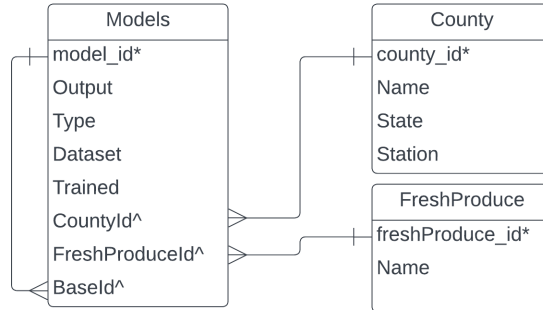 Models
model_id*
Output
Type
Dataset
Trained
CountyId^
FreshProduceId^
BaseId^
County
county_id*
Name
State
Station
FreshProduce
freshProduce_id*
Name